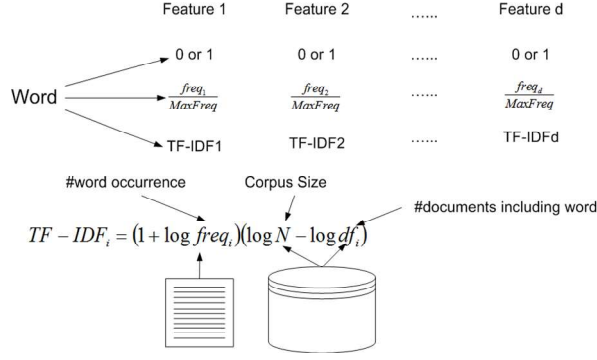 Feature 1 Feature 2 ...... Feature d
0 or 1 0 or 1 ...... 0 or 1
Word freq₁/MaxFreq freq₂/MaxFreq ...... freq_d/MaxFreq
TF-IDF1 TF-IDF2 ...... TF-IDFd
#word occurrence Corpus Size
#documents including word
TF − IDFᵢ = (1 + log freqᵢ)(log N − log dfᵢ)